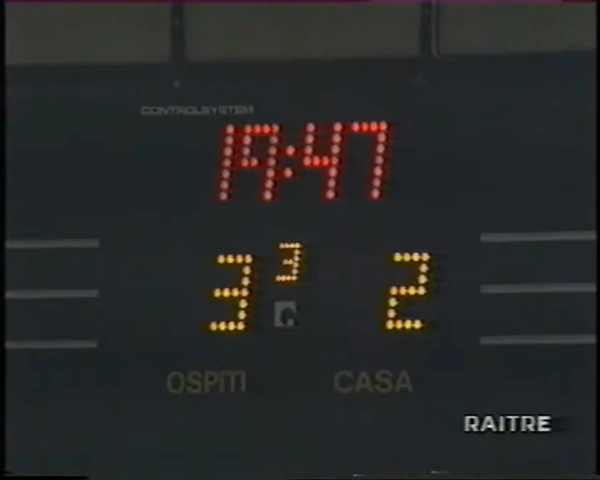 CONTROLSYSTEM
19:47
3 3 2
OSPITI CASA
RAITRE